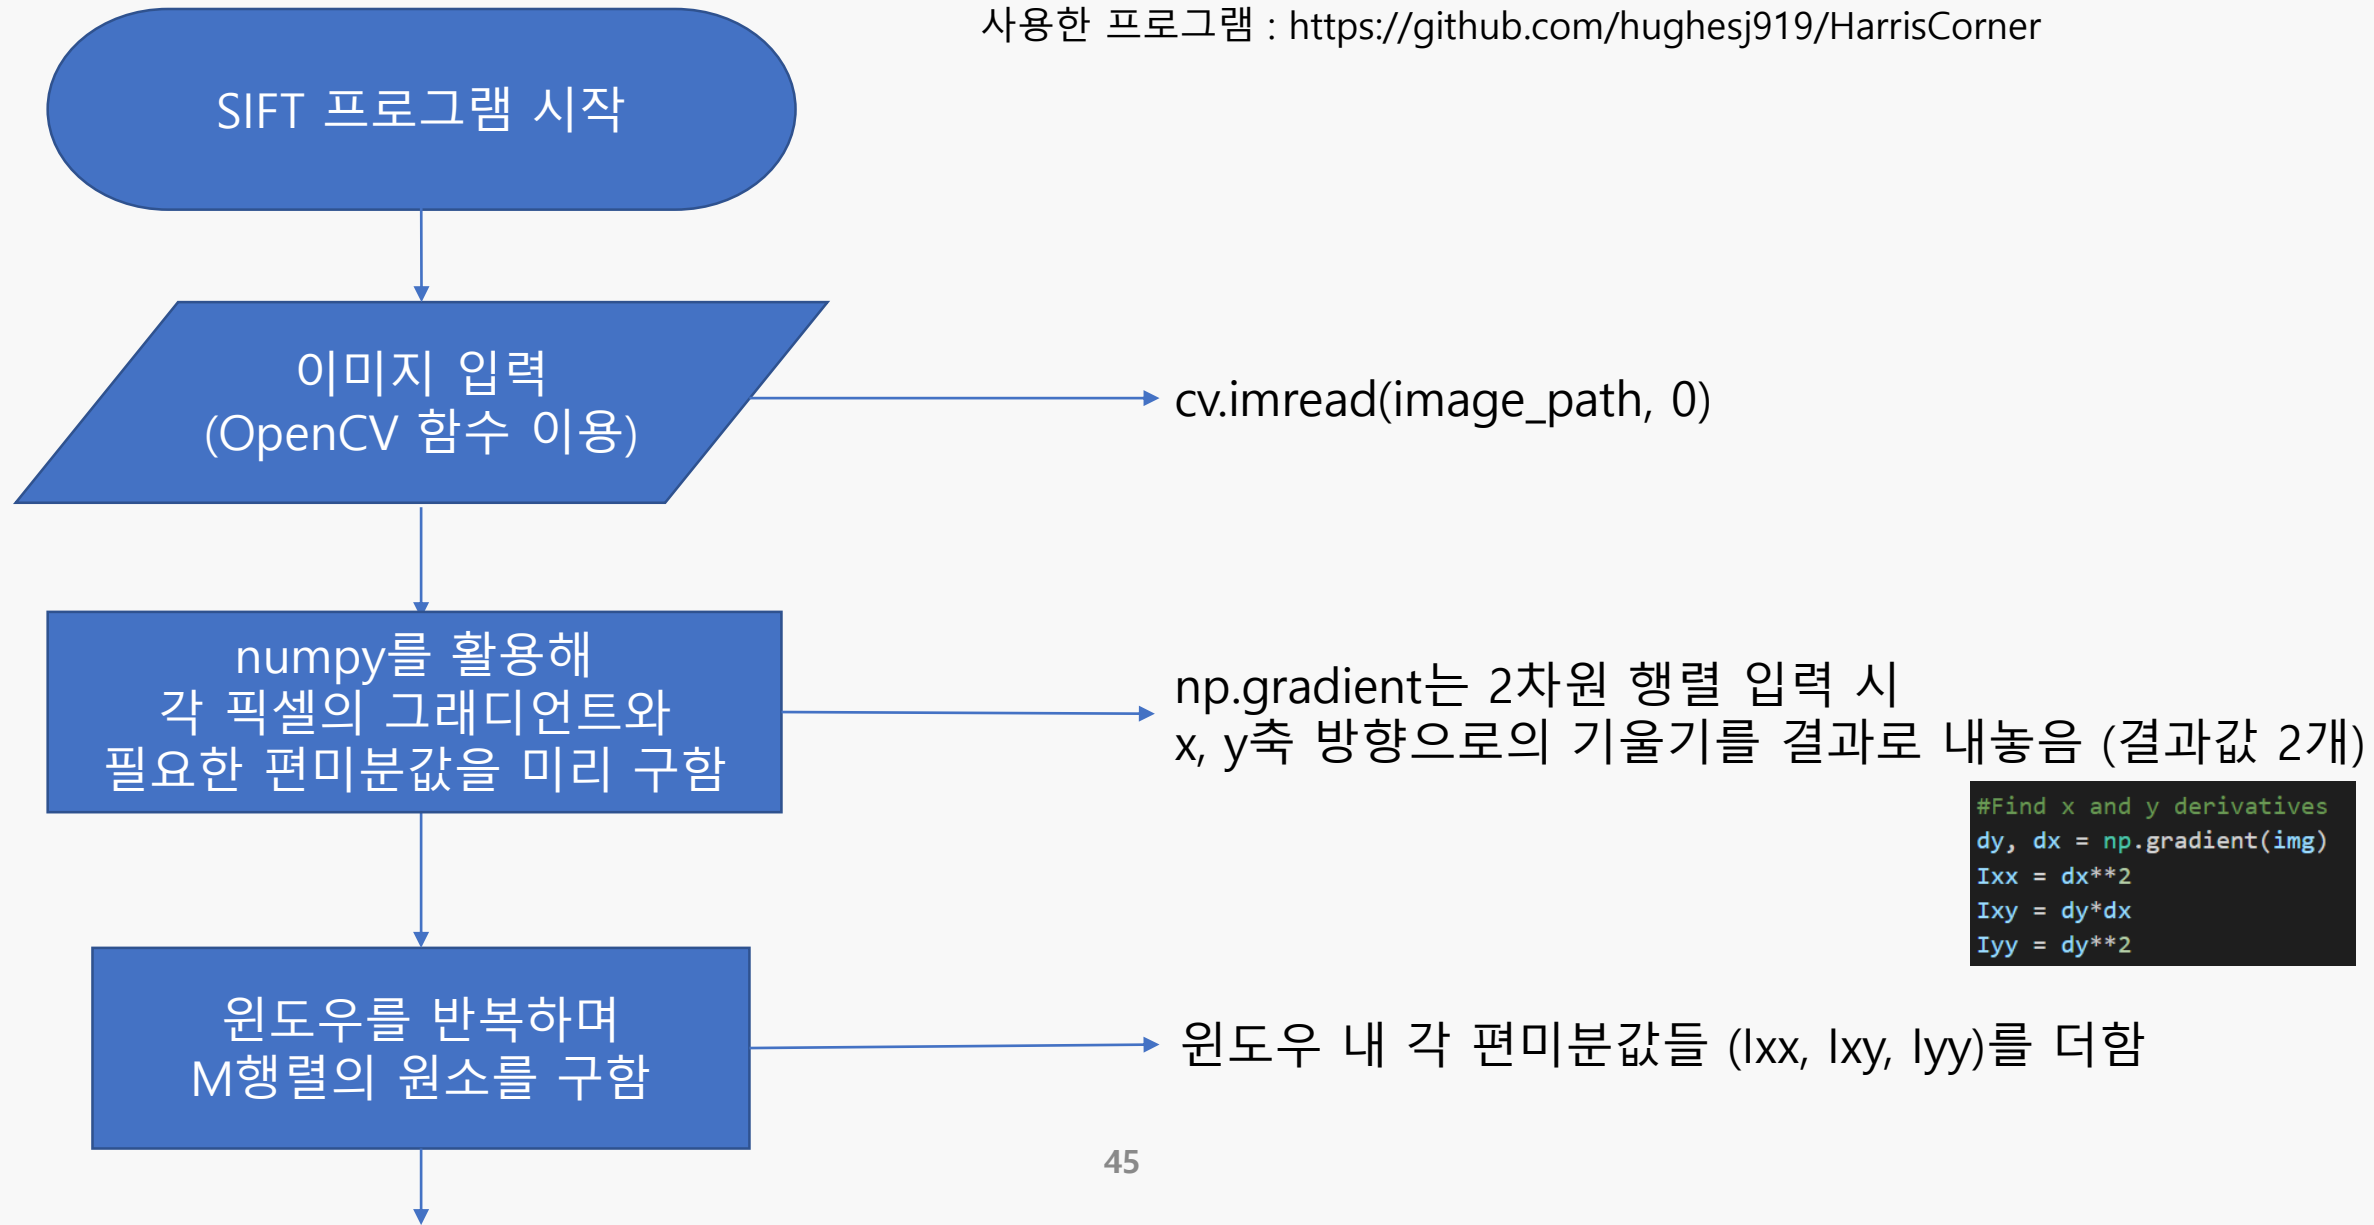 사용한 프로그램 : https://github.com/hughesj919/HarrisCorner
SIFT 프로그램 시작
이미지 입력
(OpenCV 함수 이용)
cv.imread(image_path, 0)
numpy를 활용해
각 픽셀의 그래디언트와
필요한 편미분값을 미리 구함
np.gradient는 2차원 행렬 입력 시
x, y축 방향으로의 기울기를 결과로 내놓음 (결과값 2개)
#Find x and y derivatives
dy, dx = np.gradient(img)
Ixx = dx**2
Ixy = dy*dx
Iyy = dy**2
윈도우를 반복하며
M행렬의 원소를 구함
윈도우 내 각 편미분값들 (Ixx, Ixy, Iyy)를 더함
45